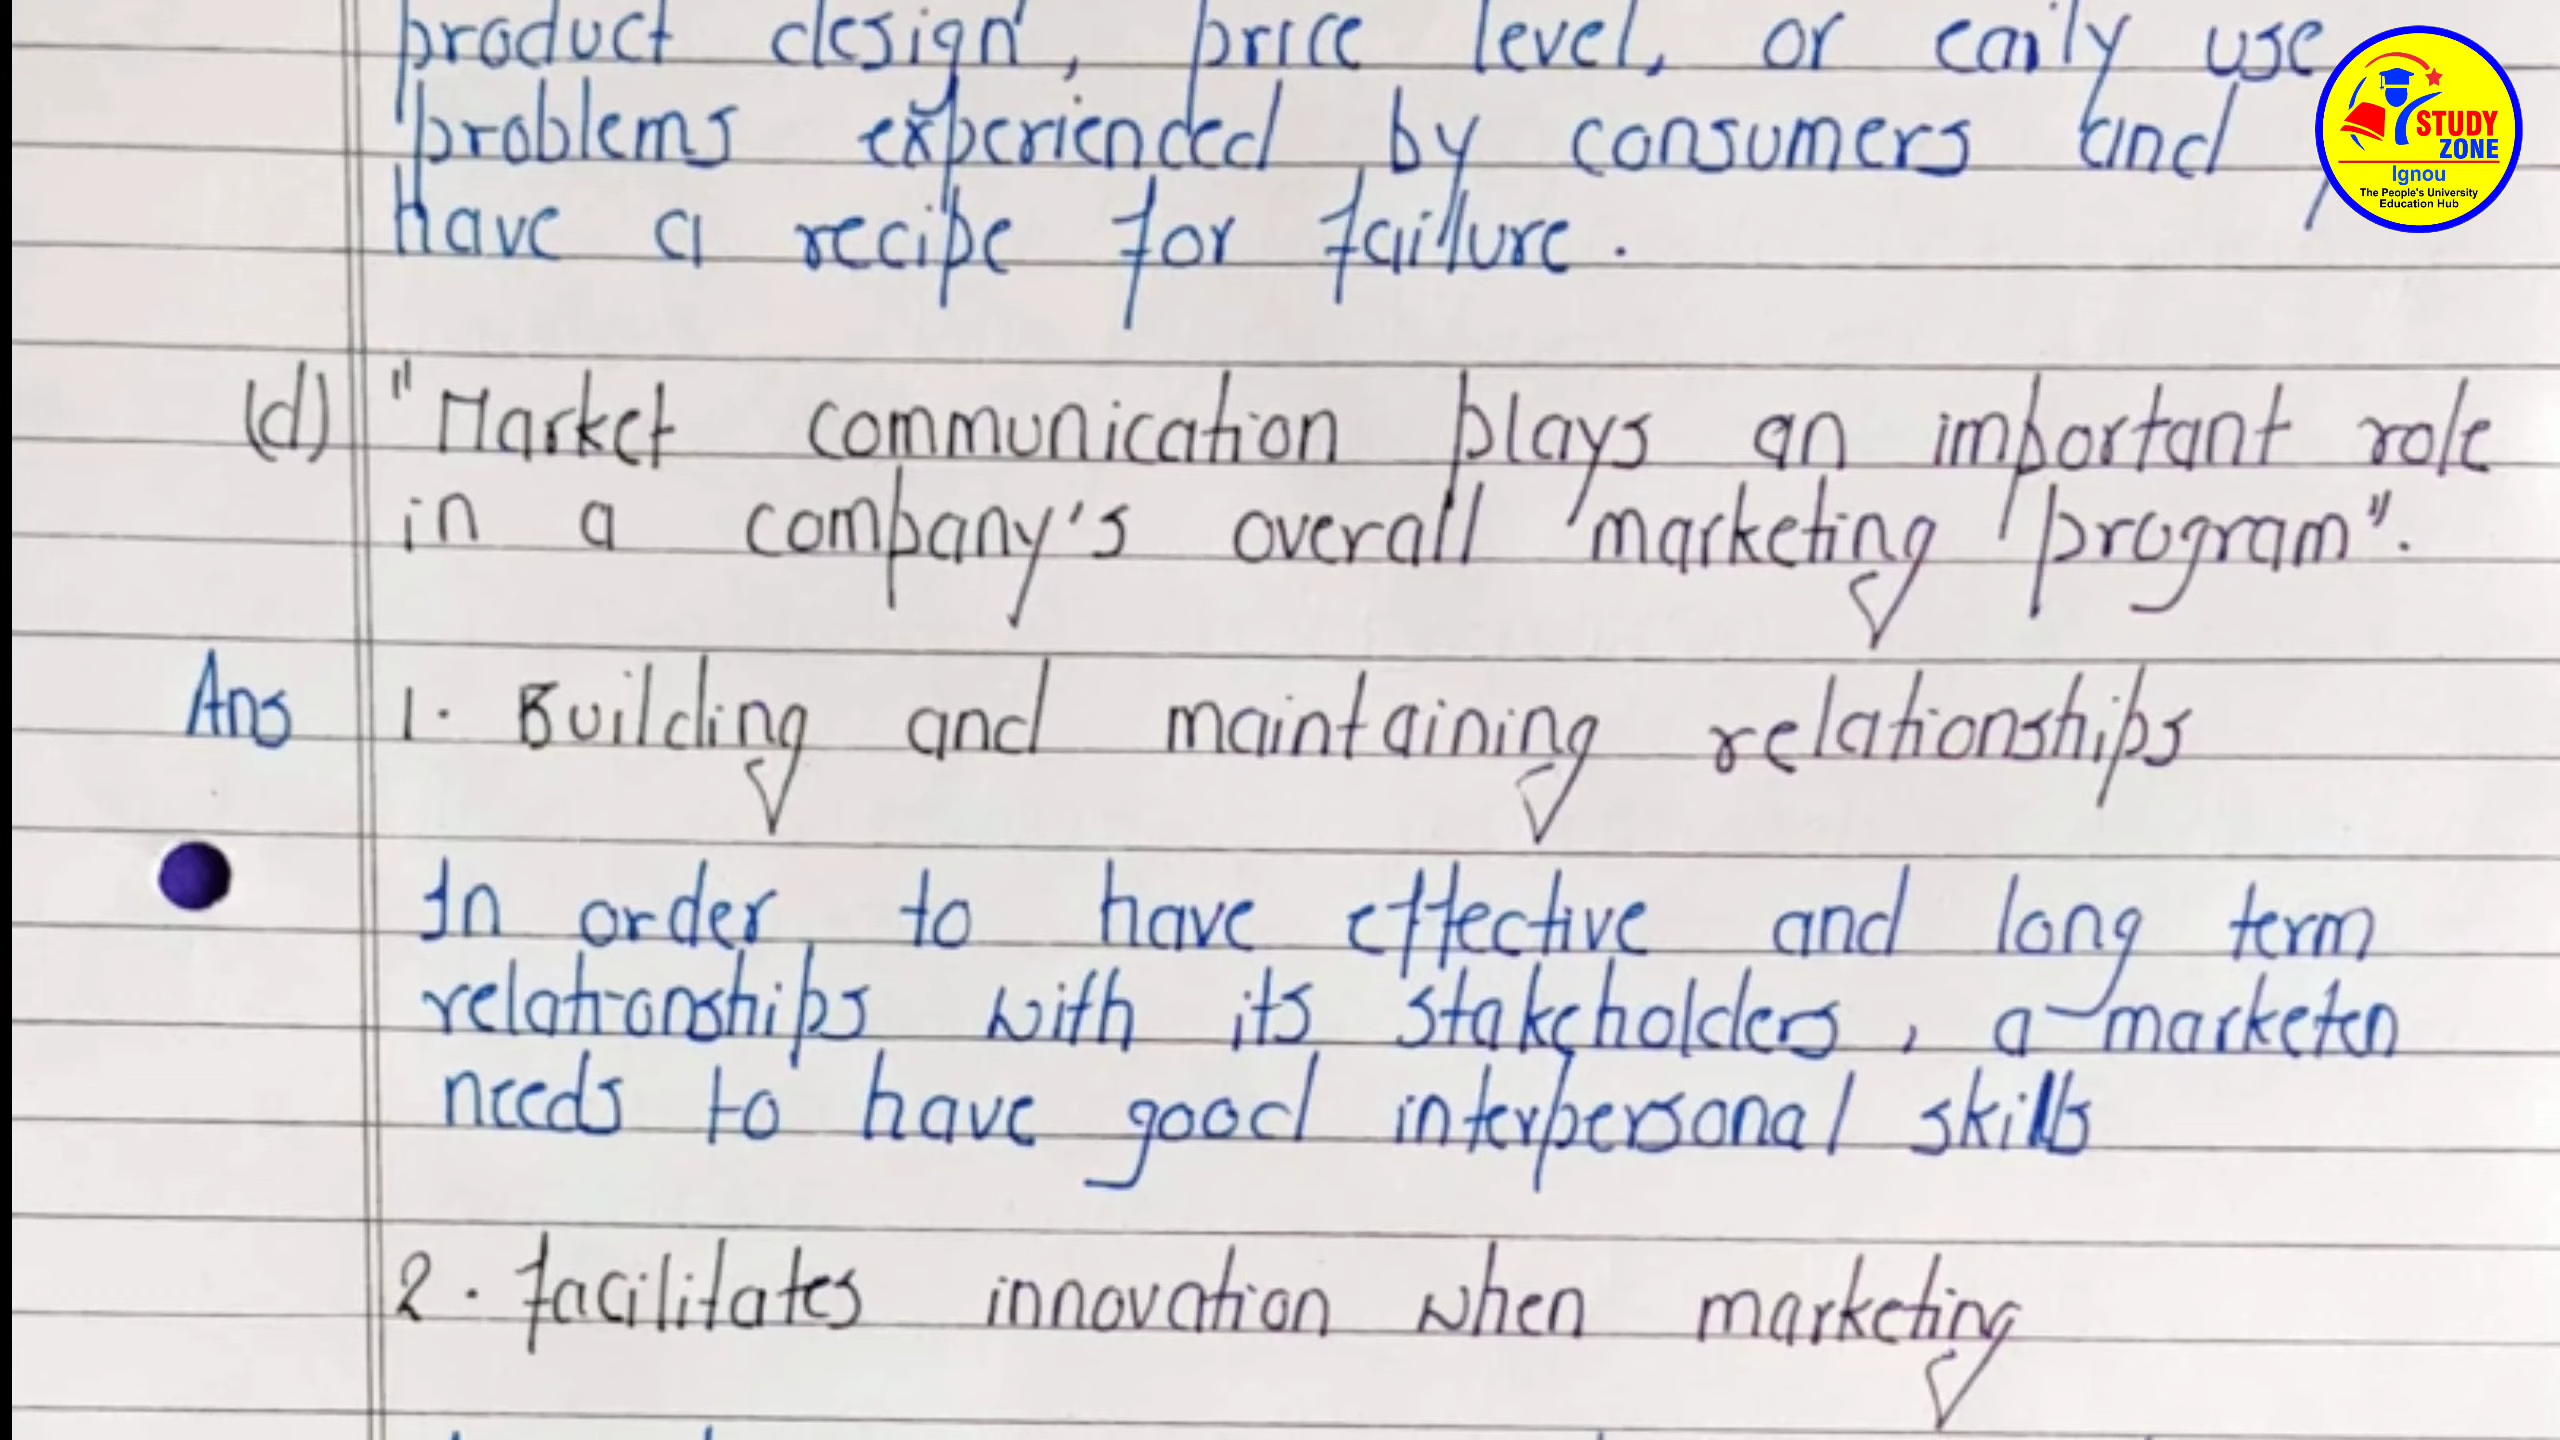 product design, price level, or early use
problems experienced by consumers and
have a recipe for failure.
(d) "Market communication plays an important role
in a company's overall marketing program".
Ans 1. Building and maintaining relationships
In order to have effective and long term
relationships with its stakeholders, a marketer
needs to have good interpersonal skills
2. facilitates innovation when marketing
STUDY
ZONE
Ignou
The People's University
Education Hub